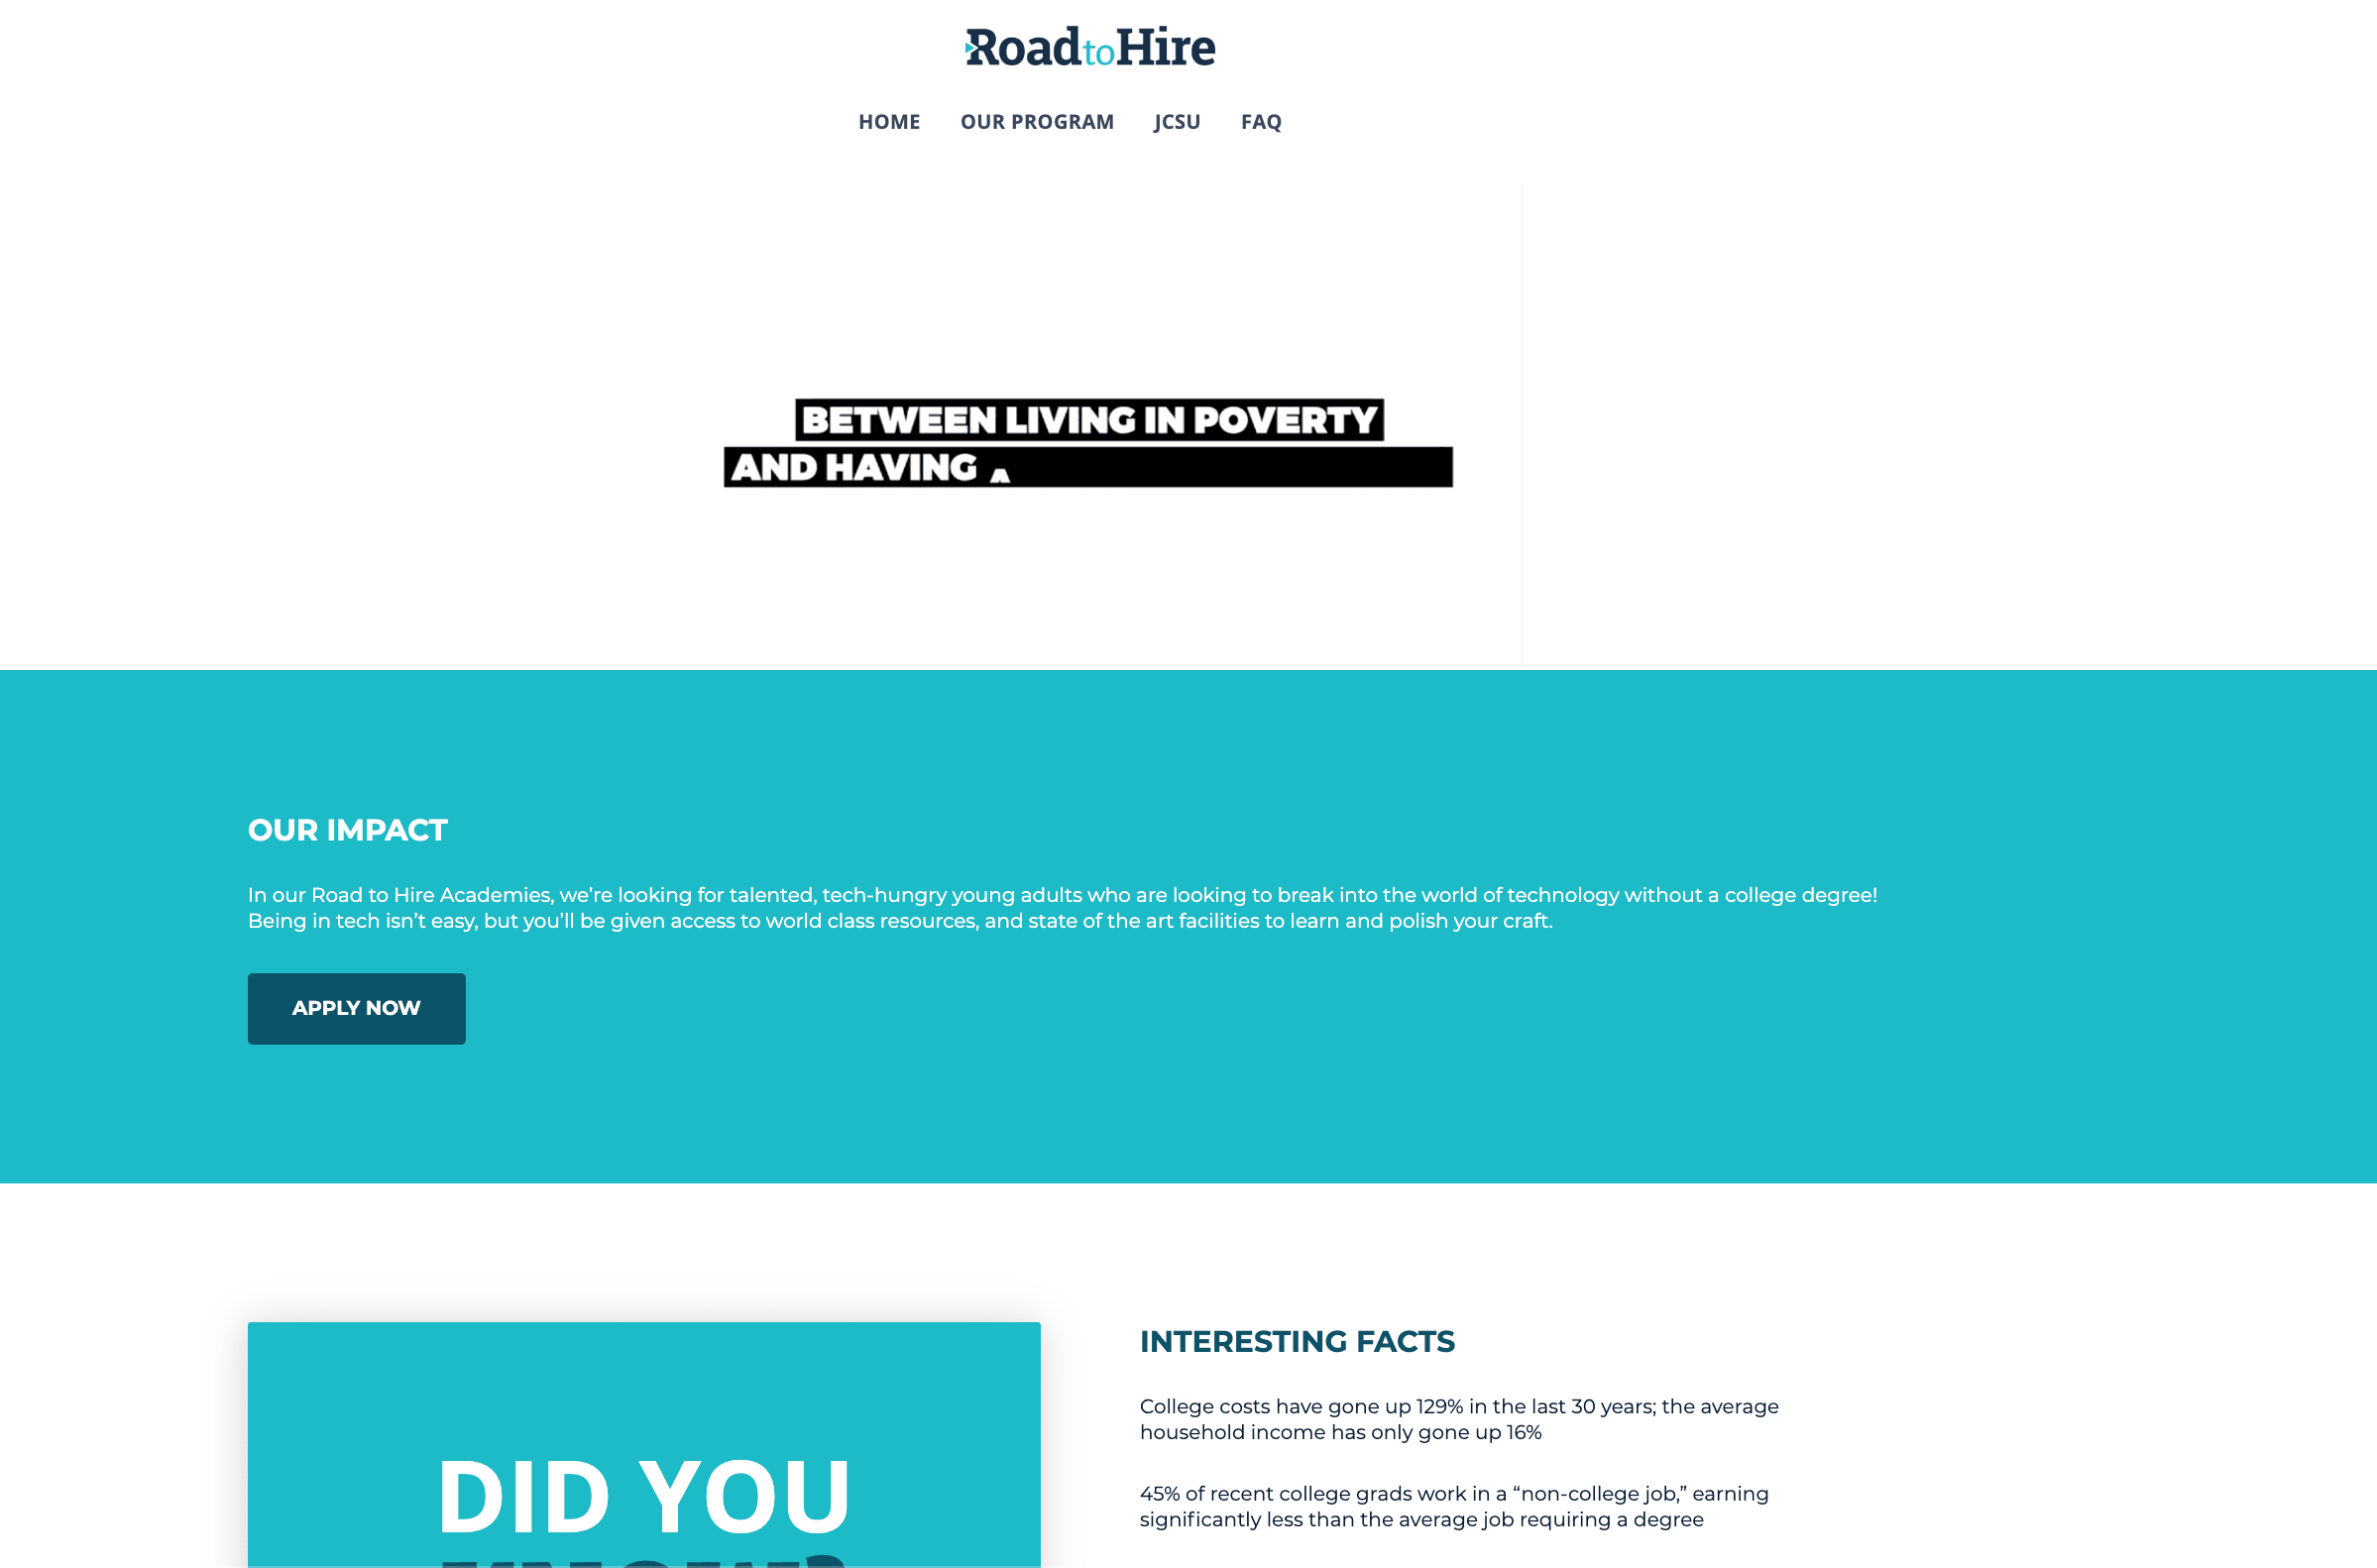 RoadtoHire
HOME OUR PROGRAM JCSU FAQ
BETWEEN LIVING IN POVERTY
AND HAVING A
OUR IMPACT
In our Road to Hire Academies, we’re looking for talented, tech-hungry young adults who are looking to break into the world of technology without a college degree!
Being in tech isn’t easy, but you’ll be given access to world class resources, and state of the art facilities to learn and polish your craft.
APPLY NOW
DID YOU
KNOW?
INTERESTING FACTS
College costs have gone up 129% in the last 30 years; the average
household income has only gone up 16%
45% of recent college grads work in a “non-college job,” earning
significantly less than the average job requiring a degree